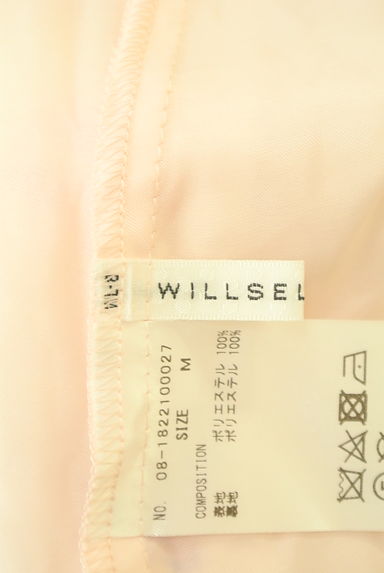 WILLSEL
NO. 08-1822100027
SIZE M
COMPOSITION
表地 ポリエステル 100%
裏地 ポリエステル 100%